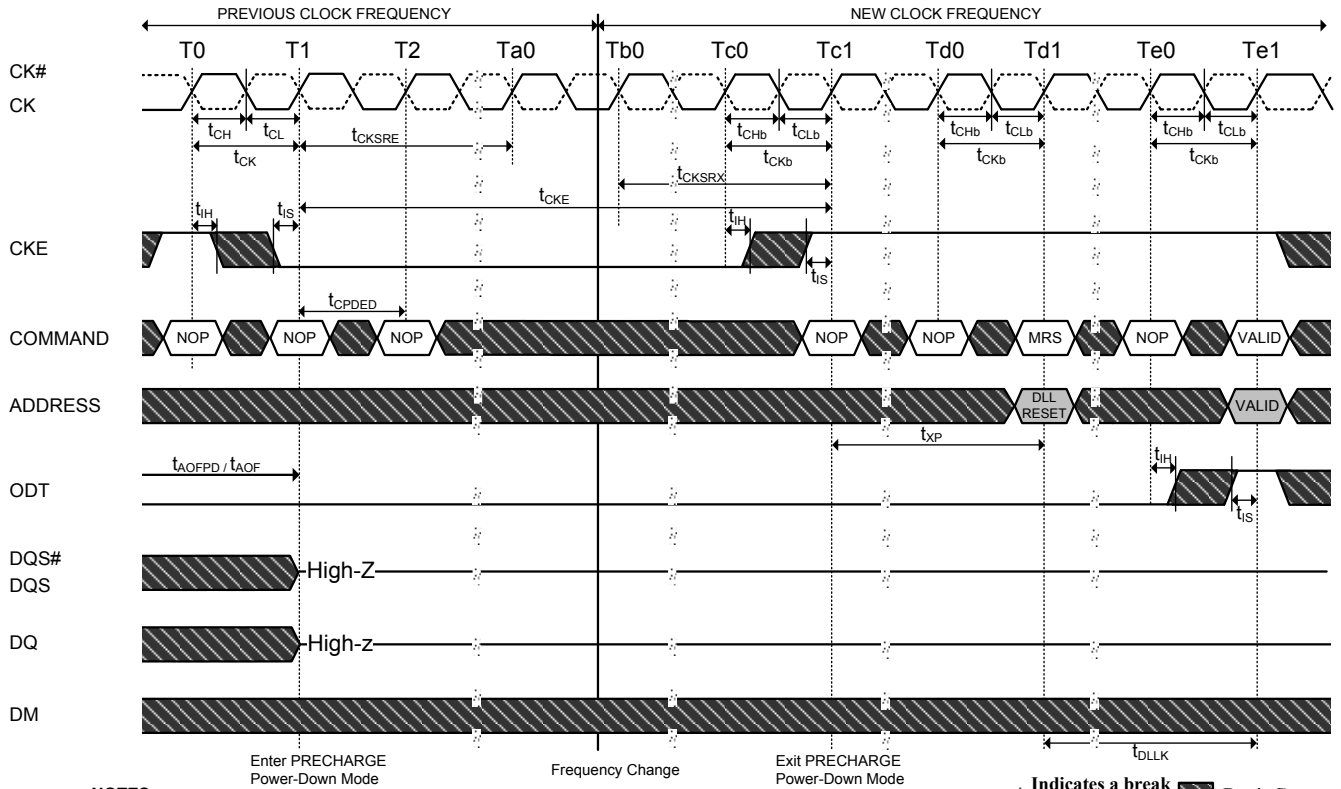 PREVIOUS CLOCK FREQUENCY NEW CLOCK FREQUENCY
T0 T1 T2 Ta0 Tb0 Tc0 Tc1 Td0 Td1 Te0 Te1
CK#
CK
tCH tCL tCKSRE tCHb tCLb tCHb tCLb tCHb tCLb
tCK tCKb tCKb tCKb
tCKSRX
tCKE
tIH tIS tIH
CKE
tIS
tCPDED
COMMAND NOP NOP NOP NOP NOP MRS NOP VALID
ADDRESS DLL RESET VALID
tXP
tAOFPD / tAOF tIH
ODT
tIS
DQS#
DQS High-Z
DQ High-z
DM
tDLLK
Enter PRECHARGE
Power-Down Mode
Frequency Change
Exit PRECHARGE
Power-Down Mode
Indicates a break